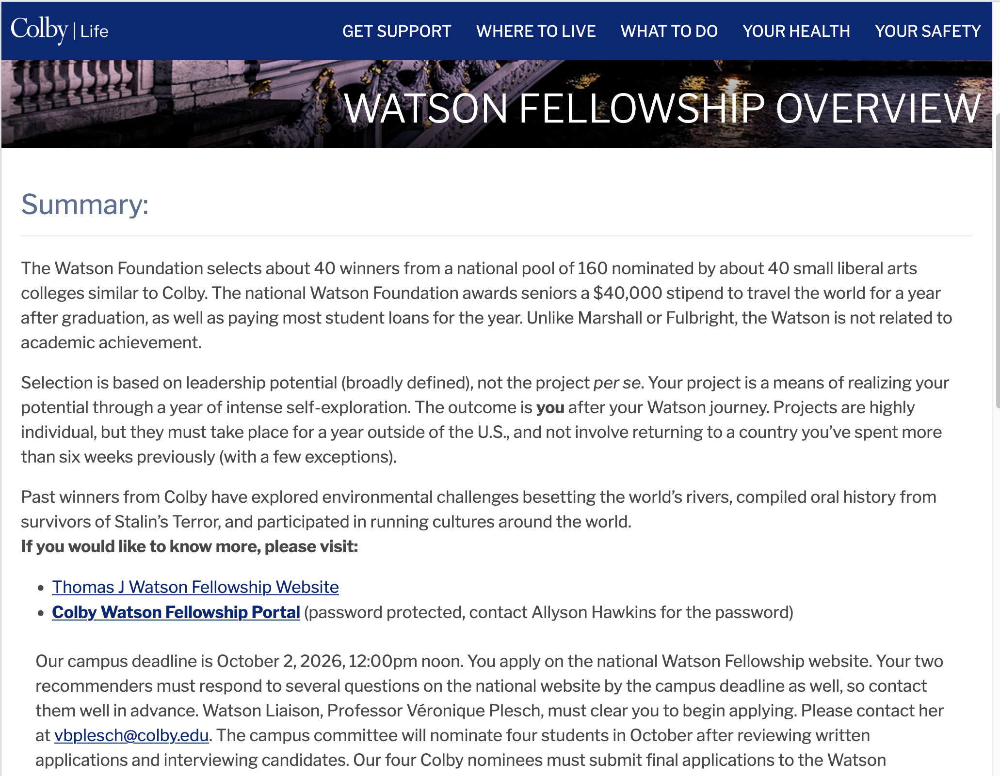 Colby | Life
GET SUPPORT WHERE TO LIVE WHAT TO DO YOUR HEALTH YOUR SAFETY
WATSON FELLOWSHIP OVERVIEW
Summary:
The Watson Foundation selects about 40 winners from a national pool of 160 nominated by about 40 small liberal arts
colleges similar to Colby. The national Watson Foundation awards seniors a $40,000 stipend to travel the world for a year
after graduation, as well as paying most student loans for the year. Unlike Marshall or Fulbright, the Watson is not related to
academic achievement.
Selection is based on leadership potential (broadly defined), not the project per se. Your project is a means of realizing your
potential through a year of intense self-exploration. The outcome is you after your Watson journey. Projects are highly
individual, but they must take place for a year outside of the U.S., and not involve returning to a country you’ve spent more
than six weeks previously (with a few exceptions).
Past winners from Colby have explored environmental challenges besetting the world’s rivers, compiled oral history from
survivors of Stalin’s Terror, and participated in running cultures around the world.
If you would like to know more, please visit:
• Thomas J Watson Fellowship Website
• Colby Watson Fellowship Portal (password protected, contact Allyson Hawkins for the password)
Our campus deadline is October 2, 2026, 12:00pm noon. You apply on the national Watson Fellowship website. Your two
recommenders must respond to several questions on the national website by the campus deadline as well, so contact
them well in advance. Watson Liaison, Professor Véronique Plesch, must clear you to begin applying. Please contact her
at vbplesch@colby.edu. The campus committee will nominate four students in October after reviewing written
applications and interviewing candidates. Our four Colby nominees must submit final applications to the Watson